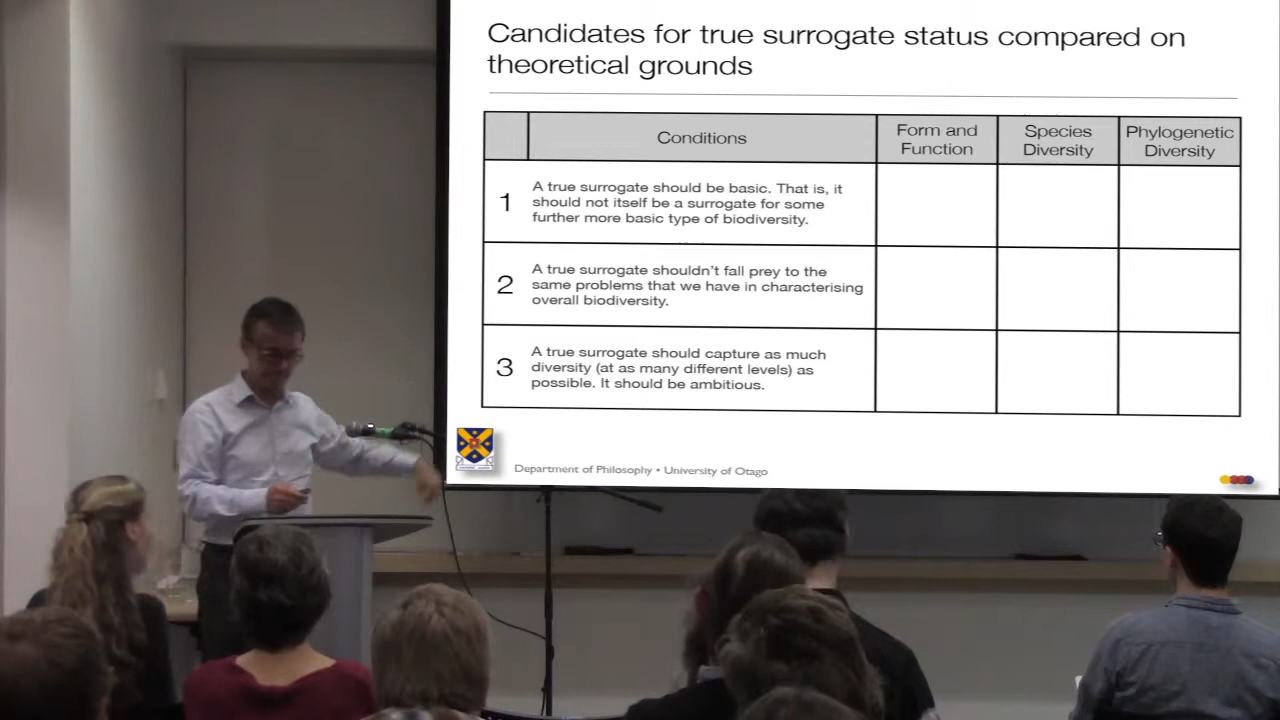 Candidates for true surrogate status compared on
theoretical grounds
Conditions
Form and
Function
Species
Diversity
Phylogenetic
Diversity
1
A true surrogate should be basic. That is, it
should not itself be a surrogate for some
further more basic type of biodiversity.
2
A true surrogate shouldn't fall prey to the
same problems that we have in characterising
overall biodiversity.
3
A true surrogate should capture as much
diversity (at as many different levels) as
possible. It should be ambitious.
Department of Philosophy • University of Otago